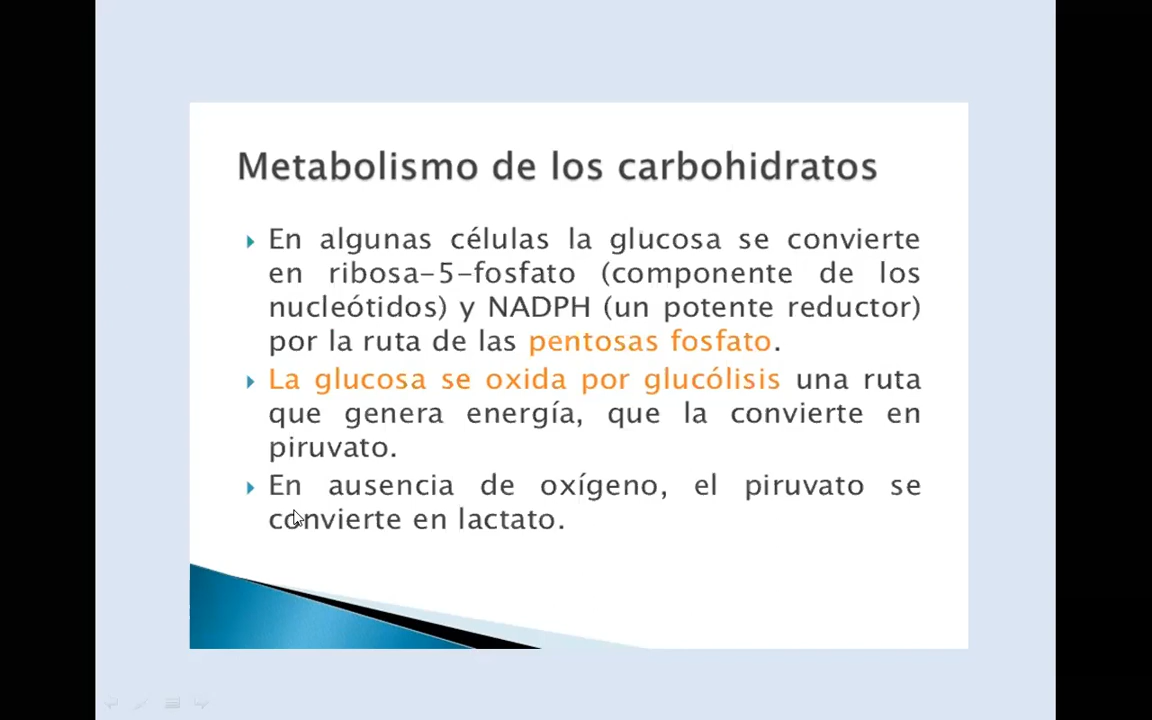 Metabolismo de los carbohidratos
En algunas células la glucosa se convierte
en ribosa-5-fosfato (componente de los
nucleótidos) y NADPH (un potente reductor)
por la ruta de las pentosas fosfato.
La glucosa se oxida por glucólisis una ruta
que genera energía, que la convierte en
piruvato.
En ausencia de oxígeno, el piruvato se
convierte en lactato.